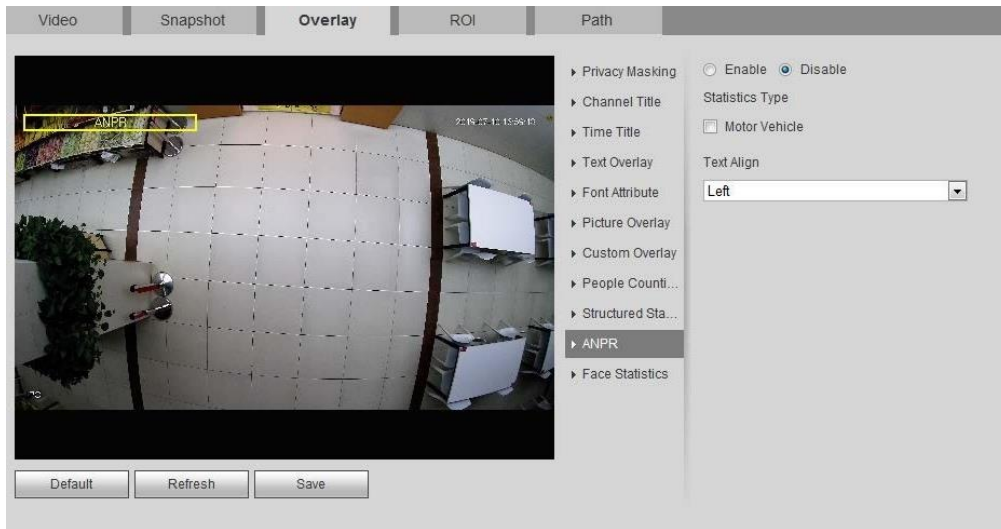 Video
Snapshot
Overlay
ROI
Path
ANPR
Privacy Masking
Channel Title
Time Title
Text Overlay
Font Attribute
Picture Overlay
Custom Overlay
People Counti...
Structured Sta...
ANPR
Face Statistics
Enable
Disable
Statistics Type
Motor Vehicle
Text Align
Left
Default
Refresh
Save